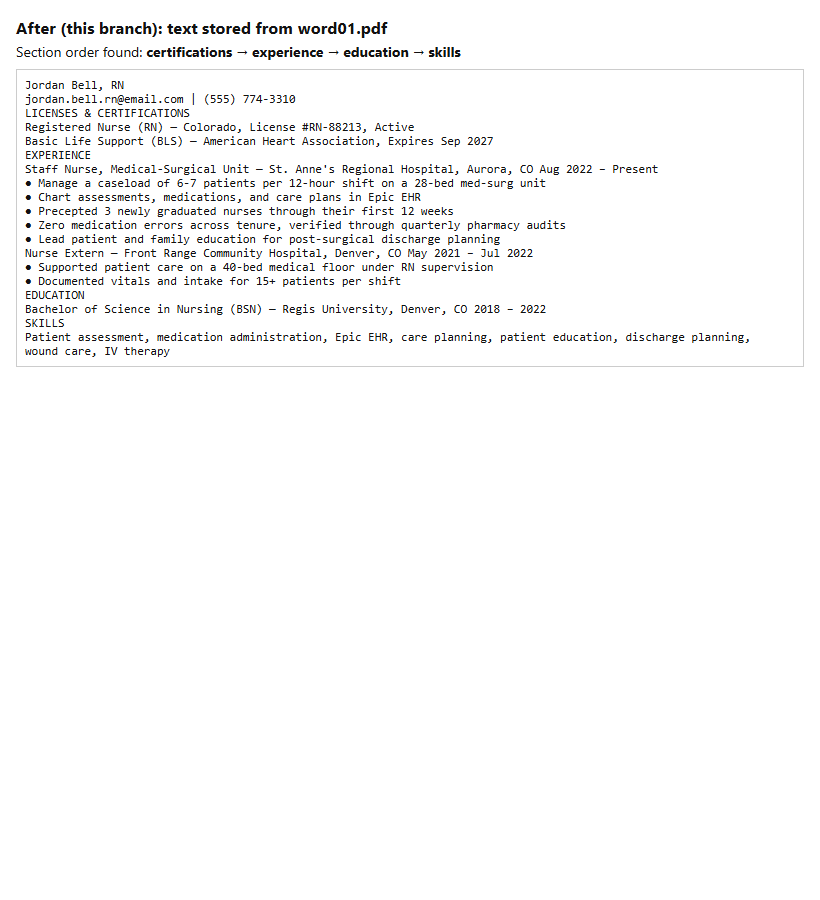 After (this branch): text stored from word01.pdf
Section order found: certifications → experience → education → skills
Jordan Bell, RN
jordan.bell.rn@email.com | (555) 774-3310
LICENSES & CERTIFICATIONS
Registered Nurse (RN) — Colorado, License #RN-88213, Active
Basic Life Support (BLS) — American Heart Association, Expires Sep 2027
EXPERIENCE
Staff Nurse, Medical-Surgical Unit — St. Anne's Regional Hospital, Aurora, CO Aug 2022 – Present
● Manage a caseload of 6-7 patients per 12-hour shift on a 28-bed med-surg unit
● Chart assessments, medications, and care plans in Epic EHR
● Precepted 3 newly graduated nurses through their first 12 weeks
● Zero medication errors across tenure, verified through quarterly pharmacy audits
● Lead patient and family education for post-surgical discharge planning
Nurse Extern — Front Range Community Hospital, Denver, CO May 2021 – Jul 2022
● Supported patient care on a 40-bed medical floor under RN supervision
● Documented vitals and intake for 15+ patients per shift
EDUCATION
Bachelor of Science in Nursing (BSN) — Regis University, Denver, CO 2018 – 2022
SKILLS
Patient assessment, medication administration, Epic EHR, care planning, patient education, discharge planning,
wound care, IV therapy